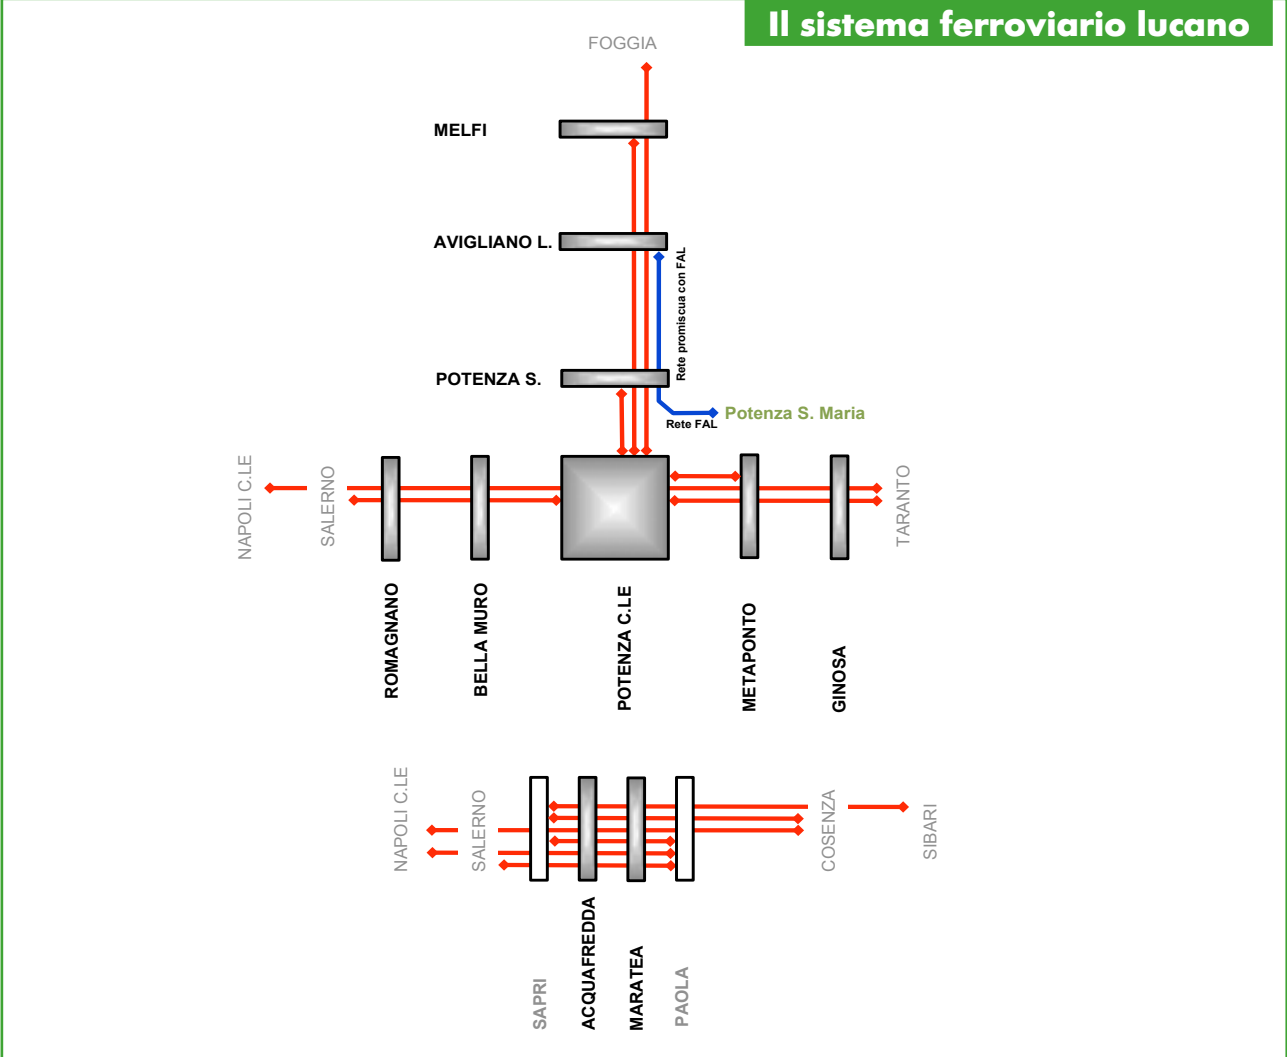 Il sistema ferroviario lucano
FOGGIA
MELFI
AVIGLIANO L.
Rete promiscua con FAL
POTENZA S.
Potenza S. Maria
Rete FAL
NAPOLI C.LE
SALERNO
TARANTO
ROMAGNANO
BELLA MURO
POTENZA C.LE
METAPONTO
GINOSA
NAPOLI C.LE
SALERNO
COSENZA
SIBARI
SAPRI
ACQUAFREDDA
MARATEA
PAOLA